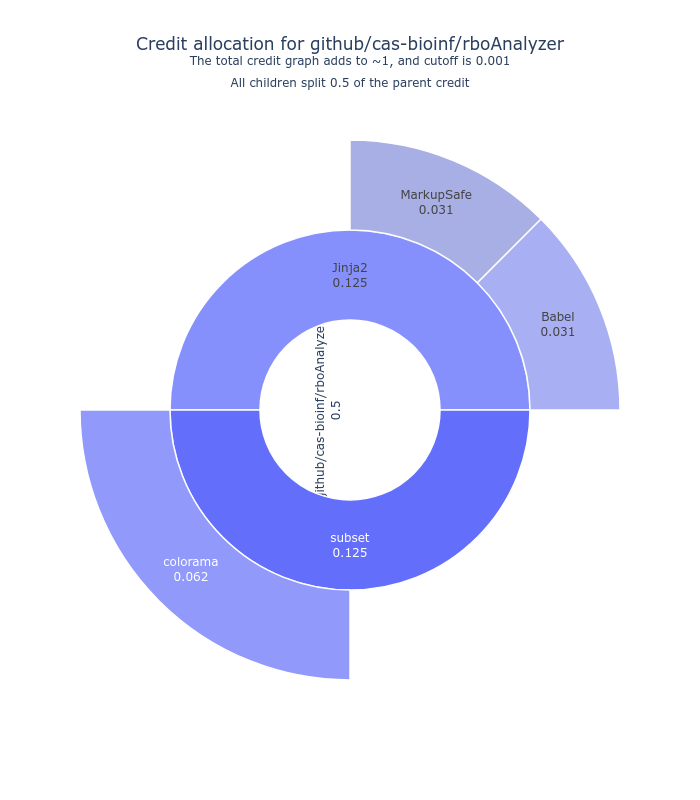 Credit allocation for github/cas-bioinf/rboAnalyzer
The total credit graph adds to ~1, and cutoff is 0.001
All children split 0.5 of the parent credit
MarkupSafe
0.031
Jinja2
0.125
Babel
0.031
github/cas-bioinf/rboAnalyze
0.5
subset
0.125
colorama
0.062